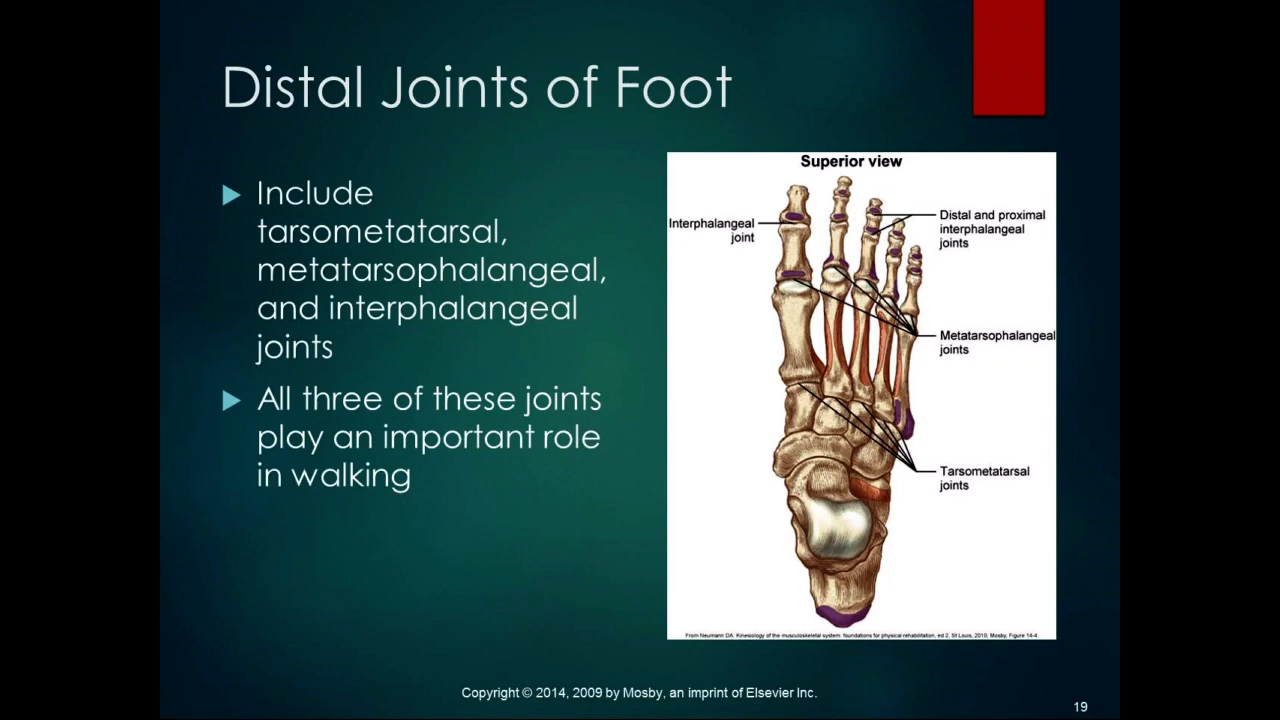 Distal Joints of Foot
Include
tarsometatarsal,
metatarsophalangeal,
and interphalangeal
joints
All three of these joints
play an important role
in walking
Superior view
Interphalangeal
joint
Distal and proximal
interphalangeal
joints
Metatarsophalangeal
joints
Tarsometatarsal
joints
From Neumann DA. Kinesiology of the musculoskeletal system: foundations for physical rehabilitation, ed 2, St Louis, 2010, Mosby, Figure 14-4.
Copyright © 2014, 2009 by Mosby, an imprint of Elsevier Inc.
19